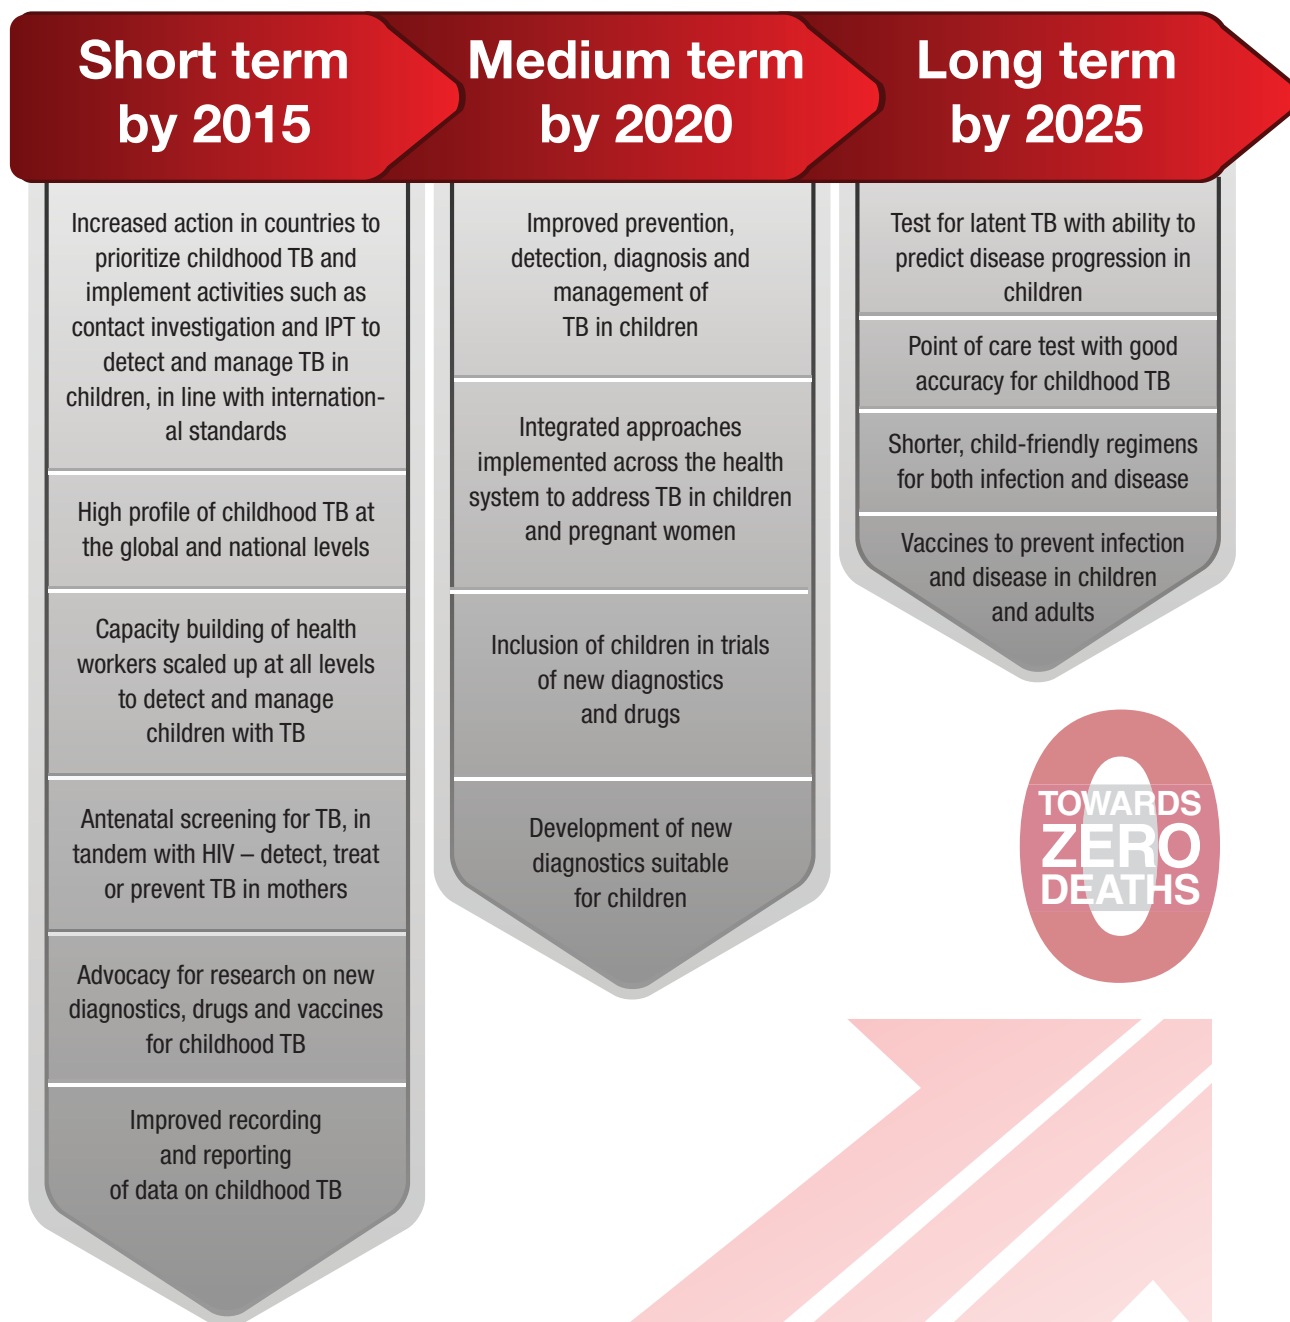 Short term
by 2015
Increased action in countries to
prioritize childhood TB and
implement activities such as
contact investigation and IPT to
detect and manage TB in
children, in line with internation-
al standards
High profile of childhood TB at
the global and national levels
Capacity building of health
workers scaled up at all levels
to detect and manage
children with TB
Antenatal screening for TB, in
tandem with HIV – detect, treat
or prevent TB in mothers
Advocacy for research on new
diagnostics, drugs and vaccines
for childhood TB
Improved recording
and reporting
of data on childhood TB
Medium term
by 2020
Improved prevention,
detection, diagnosis and
management of
TB in children
Integrated approaches
implemented across the health
system to address TB in children
and pregnant women
Inclusion of children in trials
of new diagnostics
and drugs
Development of new
diagnostics suitable
for children
Long term
by 2025
Test for latent TB with ability to
predict disease progression in
children
Point of care test with good
accuracy for childhood TB
Shorter, child-friendly regimens
for both infection and disease
Vaccines to prevent infection
and disease in children
and adults
0
TOWARDS
ZERO
DEATHS